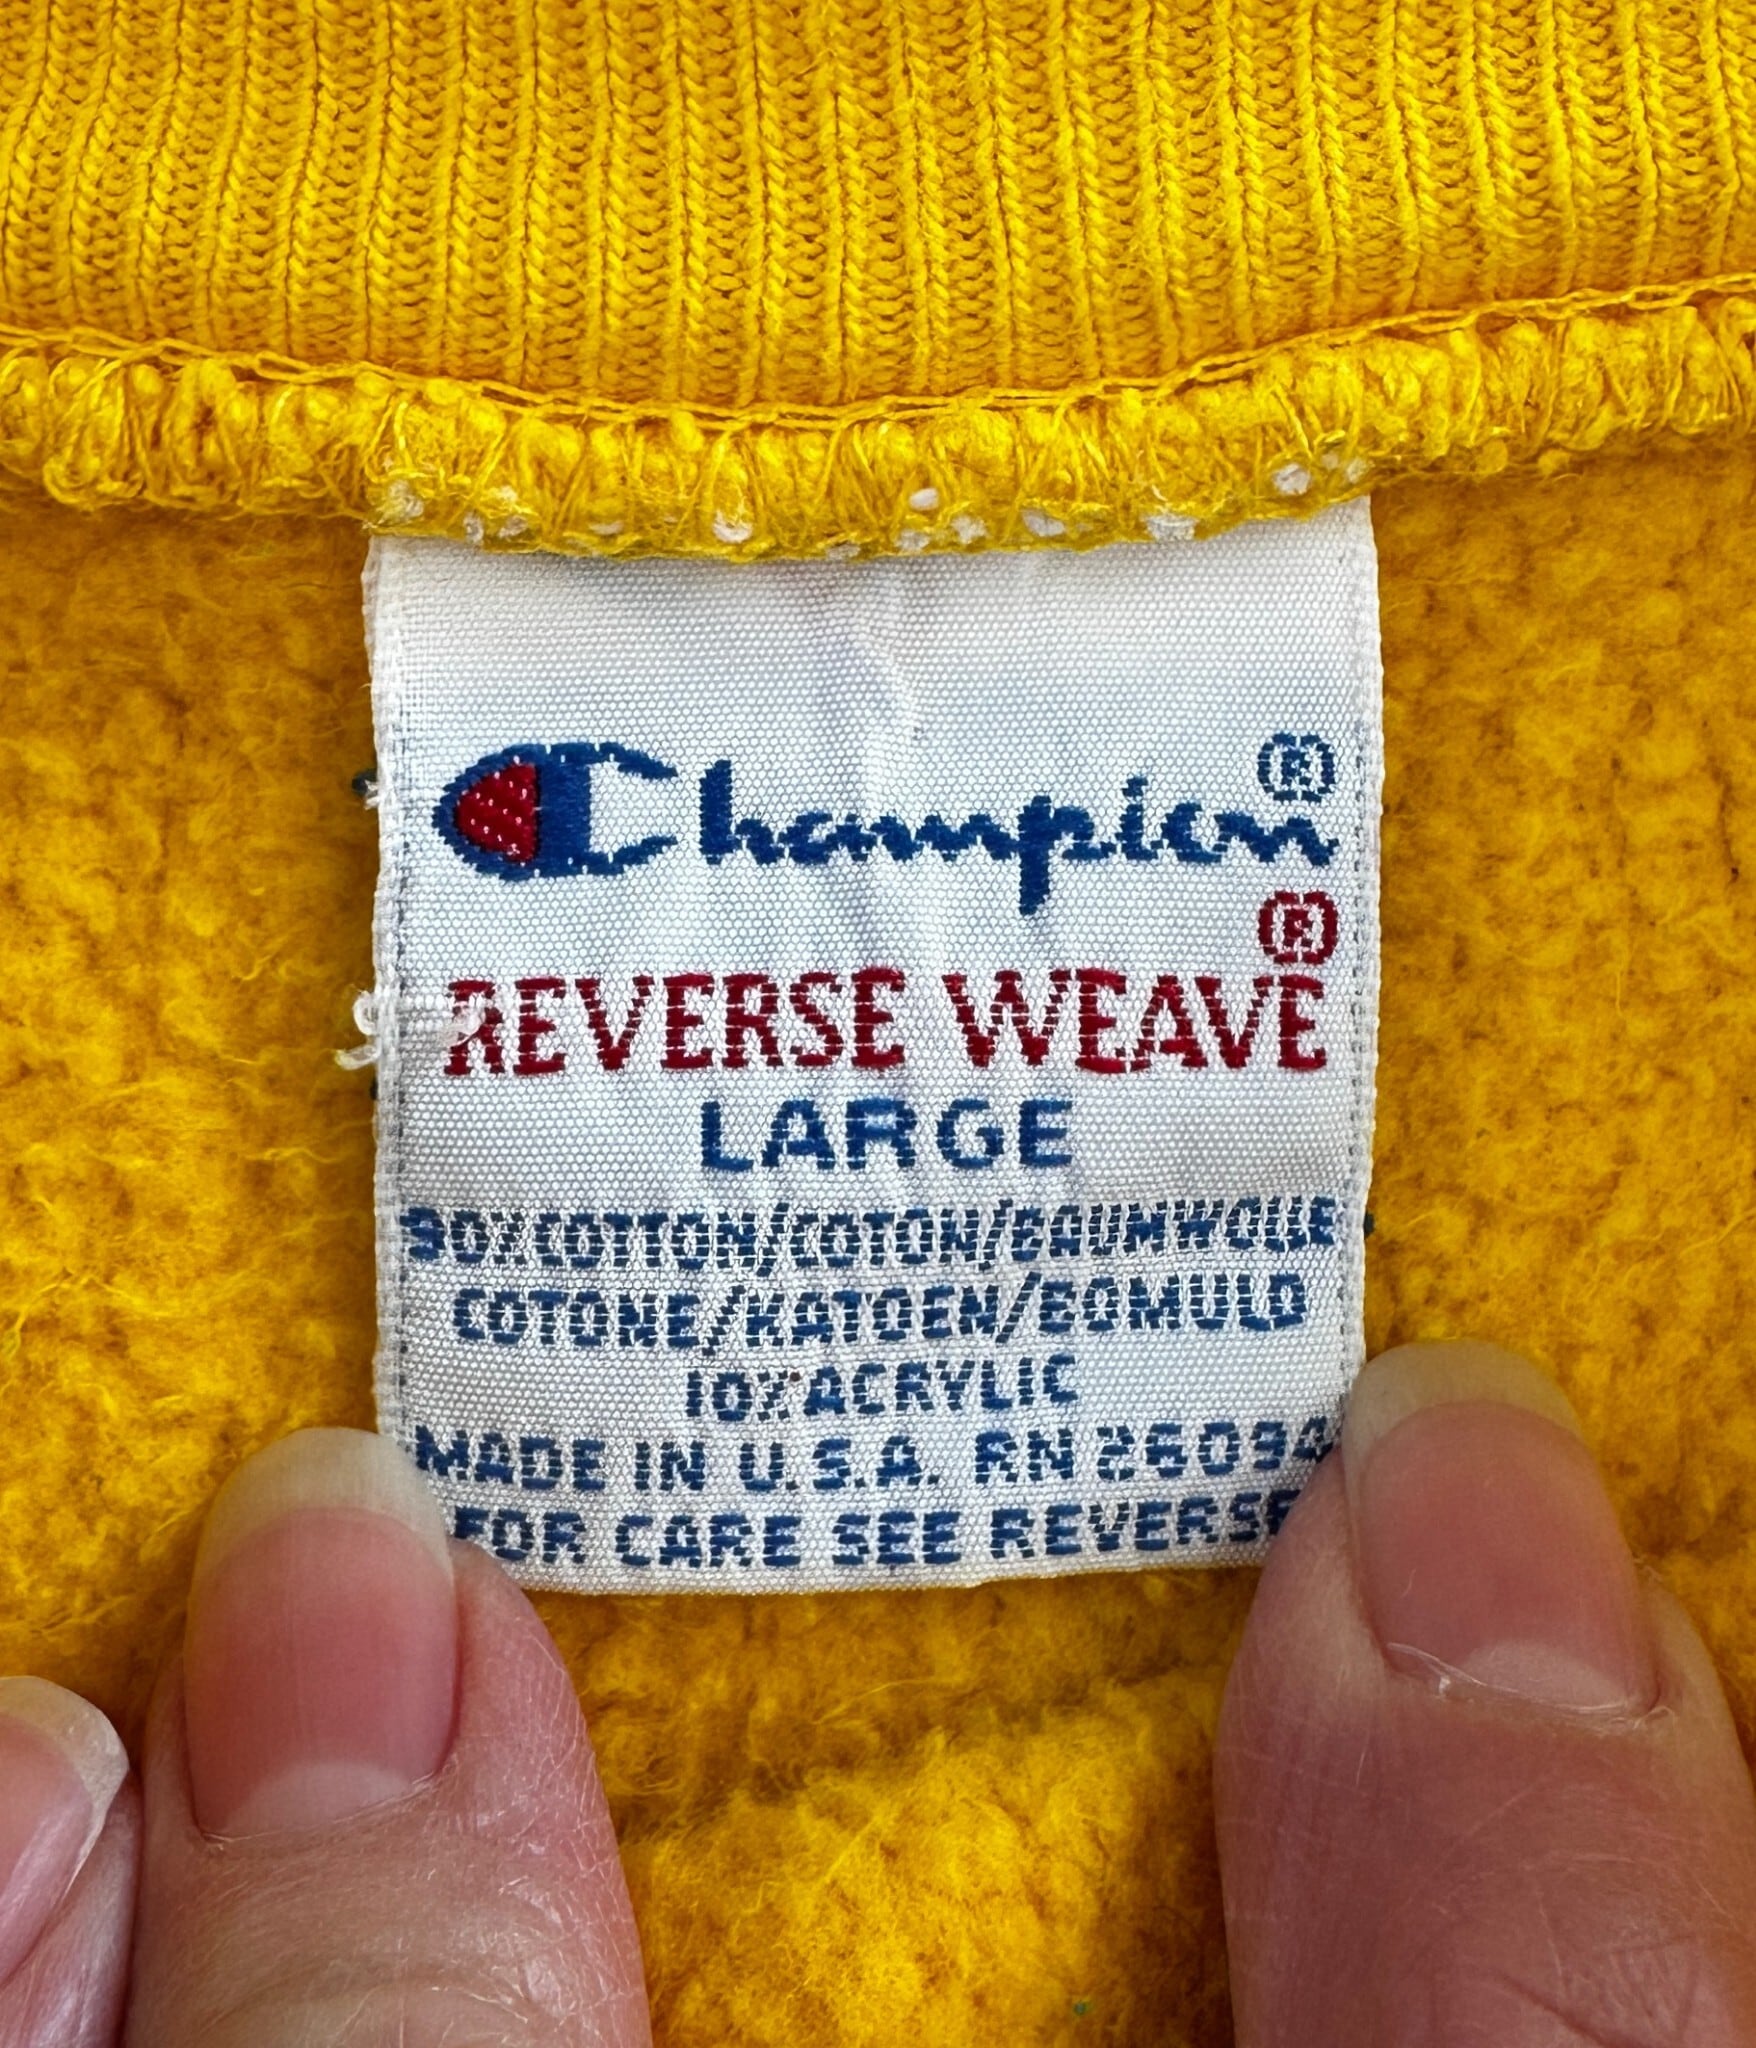 Champion®
REVERSE WEAVE®
LARGE
90%COTTON/COTON/BAUMWOLLE
COTONE/KATOEN/BOMULD
10%ACRYLIC
MADE IN U.S.A. RN 26094
FOR CARE SEE REVERSE